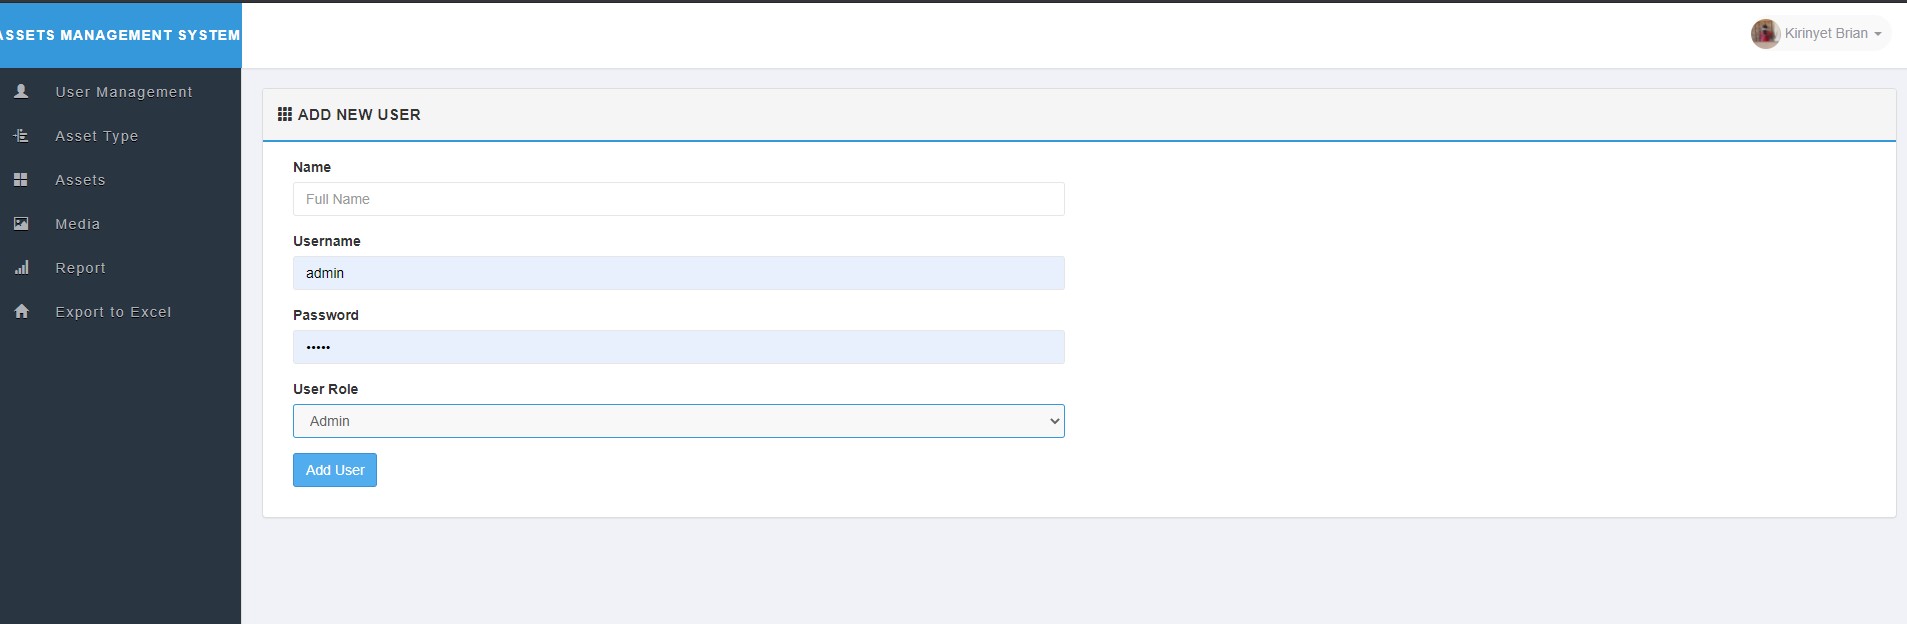 ASSETS MANAGEMENT SYSTEM
Kirinyet Brian
User Management
Asset Type
Assets
Media
Report
Export to Excel
ADD NEW USER
Name
Full Name
Username
admin
Password
•••••
User Role
Admin
Add User